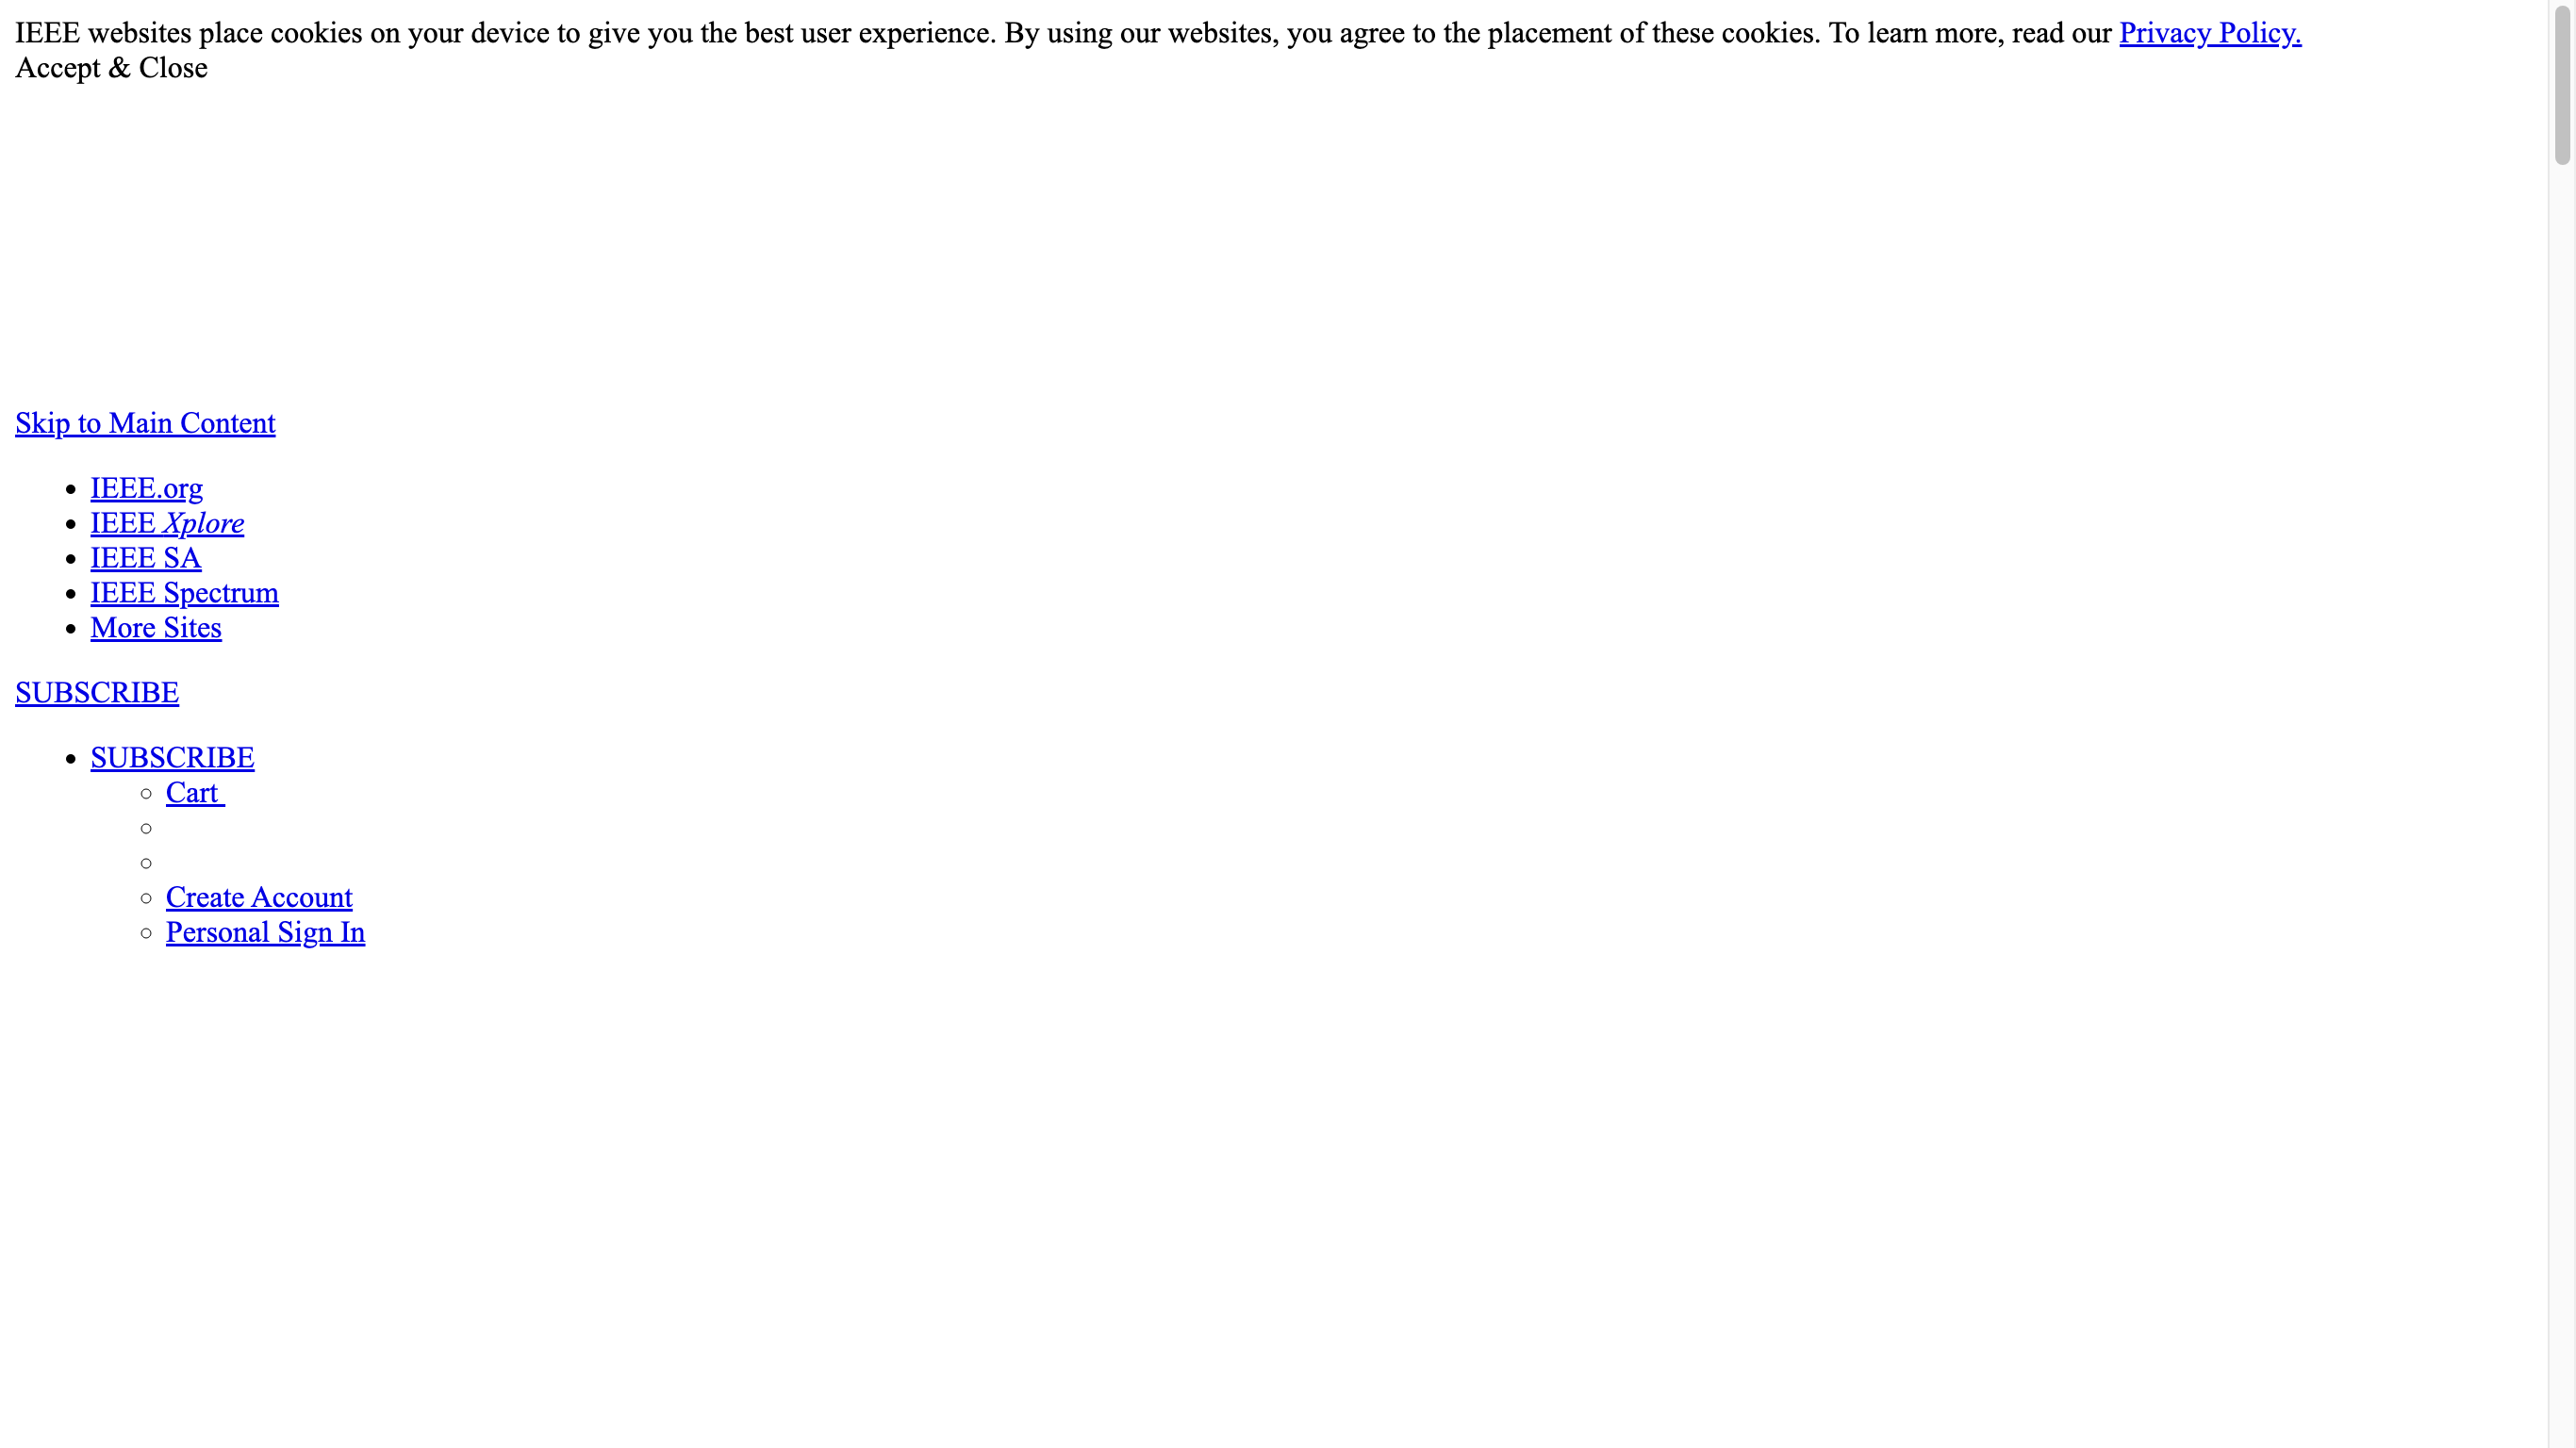 IEEE websites place cookies on your device to give you the best user experience. By using our websites, you agree to the placement of these cookies. To learn more, read our Privacy Policy.
Accept & Close
Skip to Main Content
IEEE.org
IEEE Xplore
IEEE SA
IEEE Spectrum
More Sites
SUBSCRIBE
SUBSCRIBE
Cart
Create Account
Personal Sign In